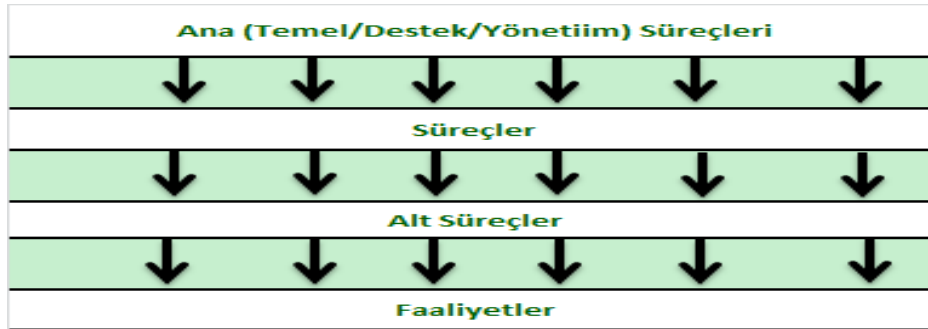 Ana (Temel/Destek/Yönetiim) Süreçleri
Süreçler
Alt Süreçler
Faaliyetler